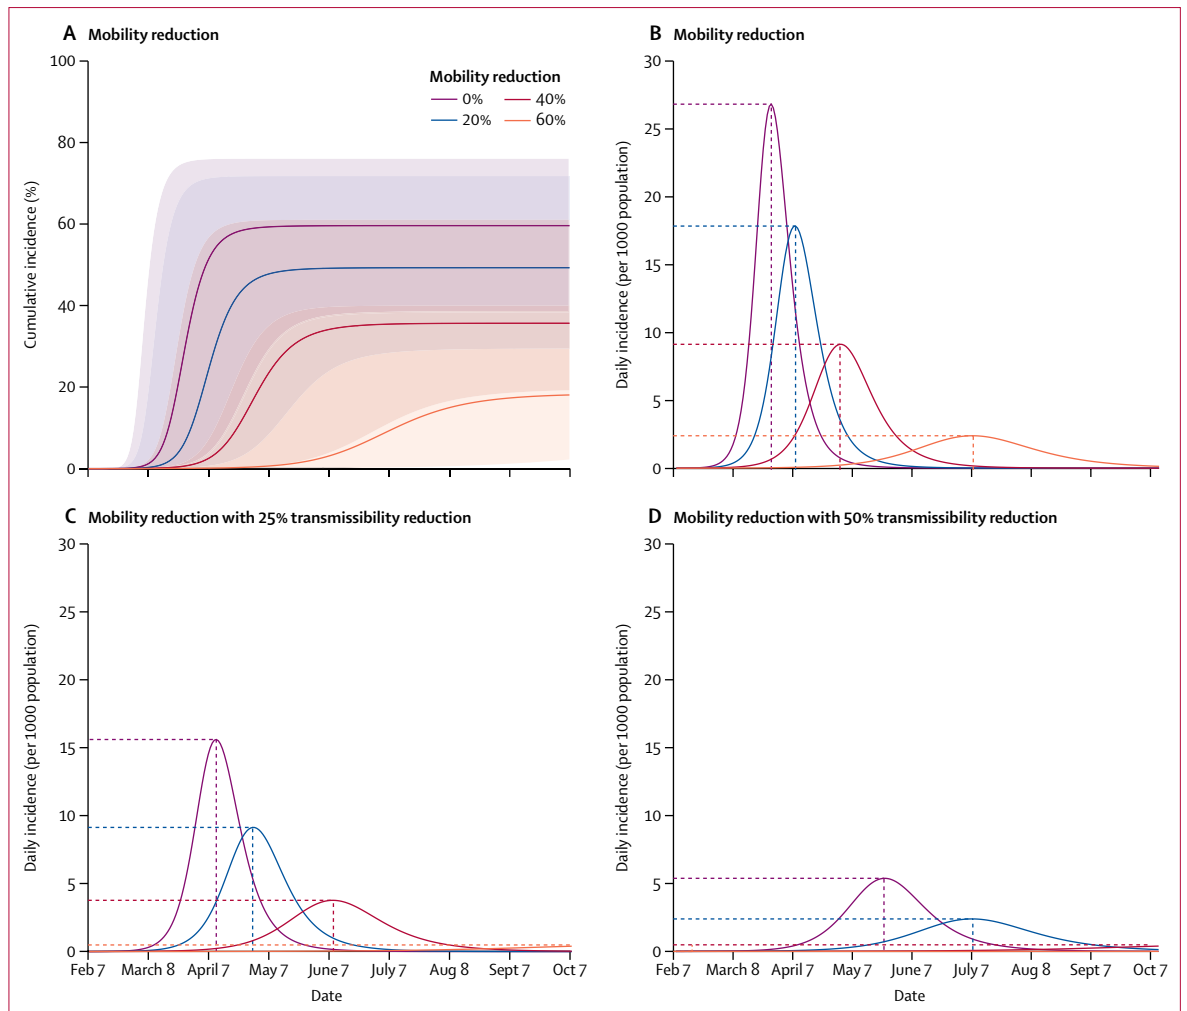 A Mobility reduction
Cumulative incidence (%)
100
80
60
40
20
0
Mobility reduction
0% 40%
20% 60%
B Mobility reduction
Daily incidence (per 1000 population)
30
25
20
15
10
5
0
C Mobility reduction with 25% transmissibility reduction
Daily incidence (per 1000 population)
30
25
20
15
10
5
0
Feb 7 March 8 April 7 May 7 June 7 July 7 Aug 8 Sept 7 Oct 7
Date
D Mobility reduction with 50% transmissibility reduction
Daily incidence (per 1000 population)
30
25
20
15
10
5
0
Feb 7 March 8 April 7 May 7 June 7 July 7 Aug 8 Sept 7 Oct 7
Date